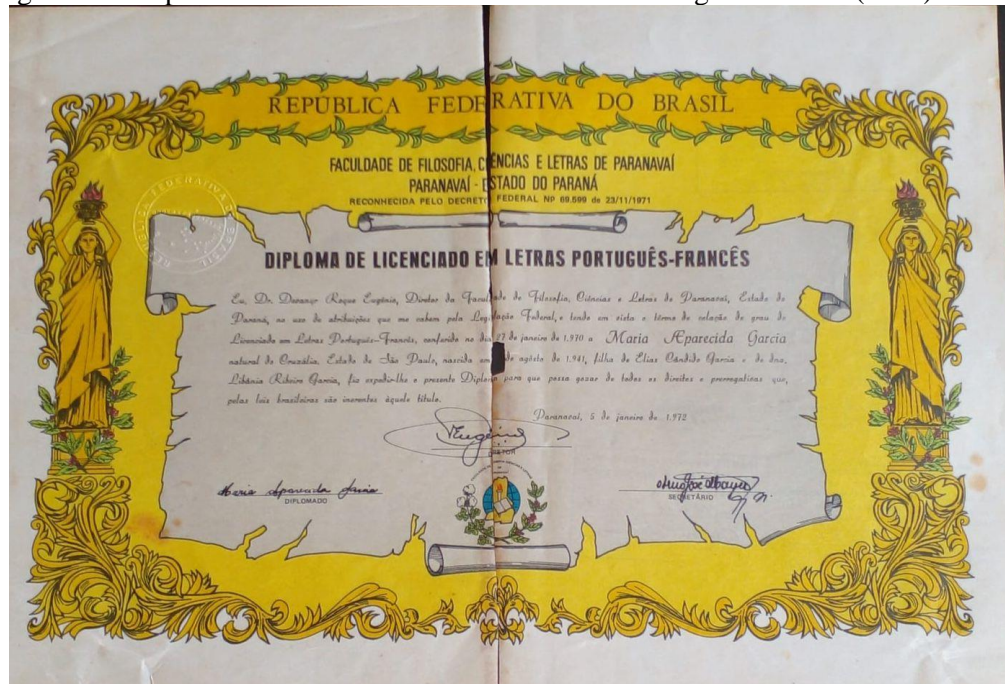 REPÚBLICA FEDERATIVA DO BRASIL
FACULDADE DE FILOSOFIA, CIÊNCIAS E LETRAS DE PARANAVAÍ
PARANAVAÍ - ESTADO DO PARANÁ
RECONHECIDA PELO DECRETO FEDERAL Nº 69.599 de 23/11/1971
DIPLOMA DE LICENCIADO EM LETRAS PORTUGUÊS-FRANCÊS
Eu, Dr. Roque Eugênio, Diretor da Faculdade de Filosofia, Ciências e Letras de Paranavaí, Estado do
Paraná, no uso de atribuições que me cabem pela Legislação Federal, e tendo em vista o têrmo de colação de grau de
Licenciado em Letras Português-Francês, conferido no dia 27 de janeiro de 1.970 a Maria Aparecida Garcia
natural de Cruzália, Estado de São Paulo, nascida em de agôsto de 1.941, filha de Elias Cândido Garcia e de dna.
Libânia Ribeiro Garcia, fiz expedir-lhe o presente Diploma para que possa gozar de todos os direitos e prerrogativas que,
pelas leis brasileiras são inerentes àquele título.
Paranavaí, 5 de janeiro de 1.972
DIRETOR
Maria Aparecida Garcia
DIPLOMADO
SECRETÁRIO